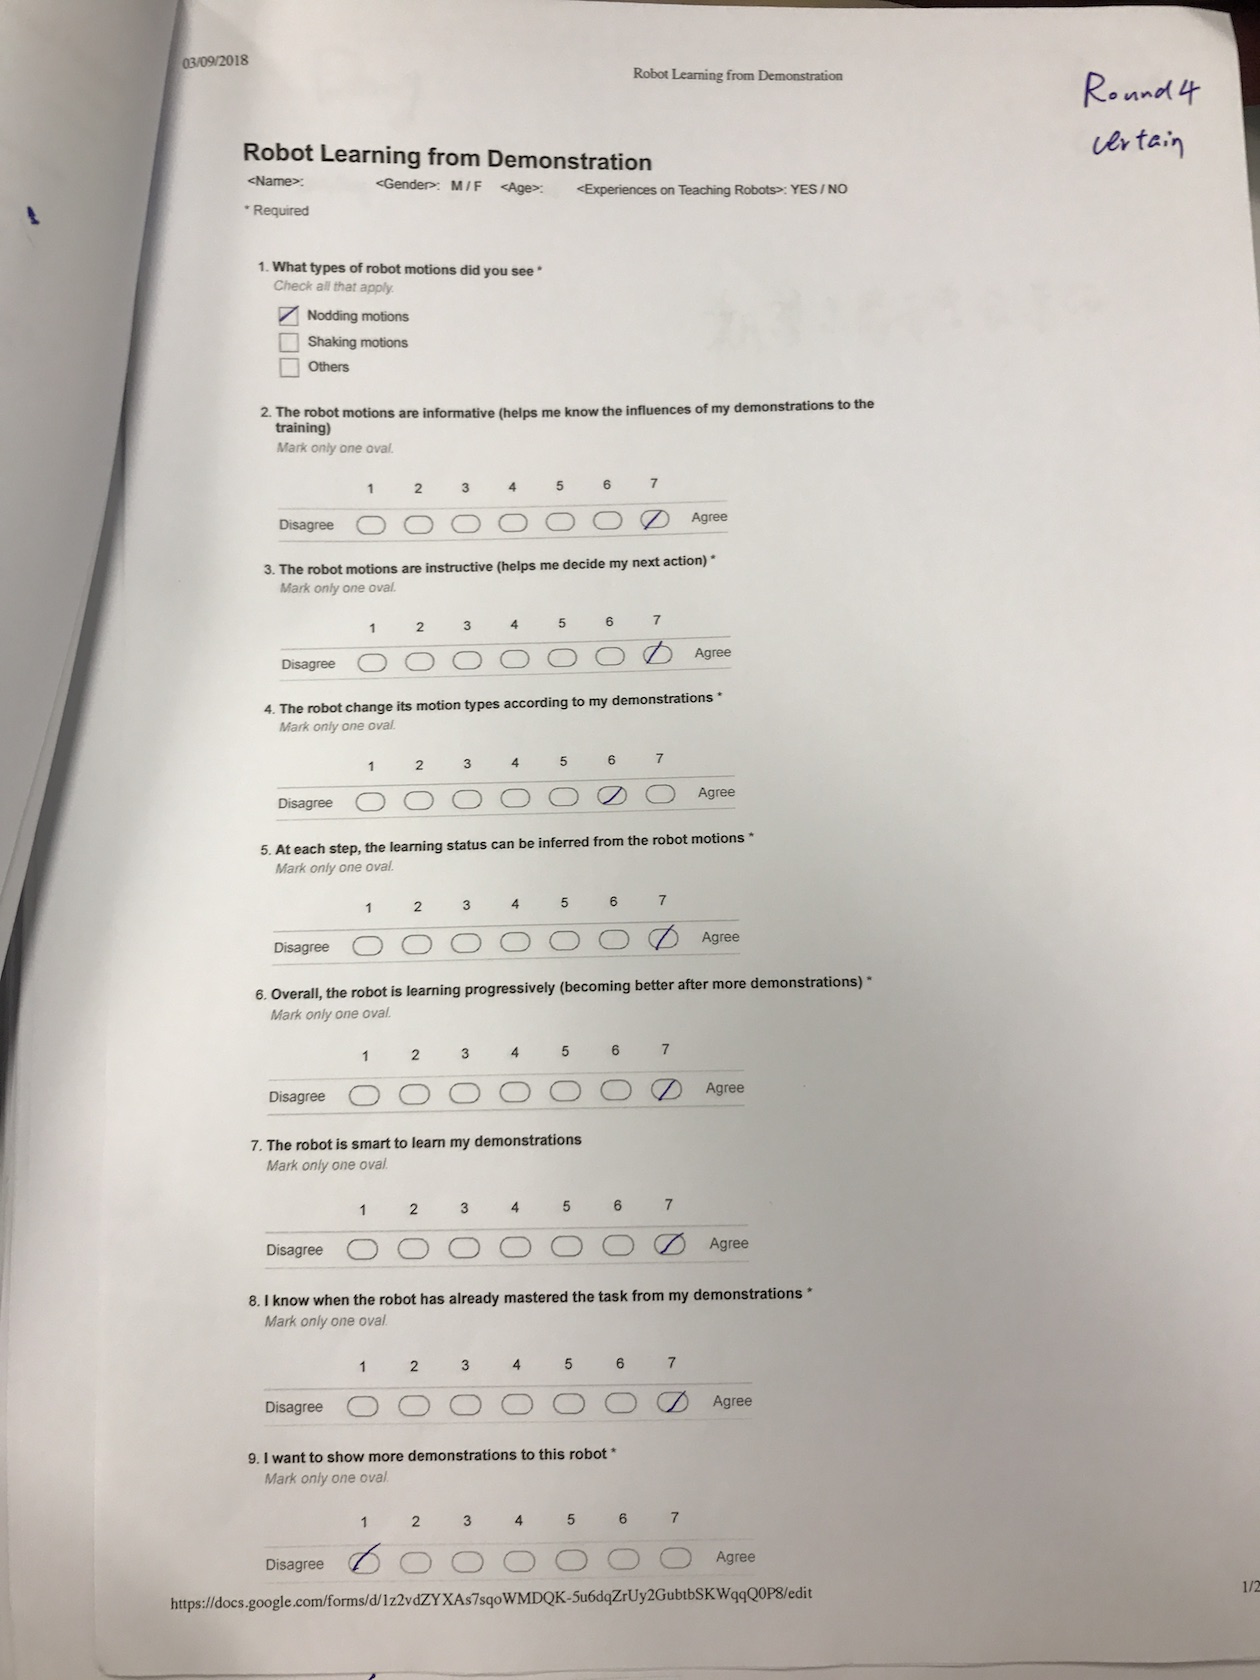 03/09/2018
Robot Learning from Demonstration
Round 4
certain
Robot Learning from Demonstration
<Name>: <Gender>: M / F <Age>: <Experiences on Teaching Robots>: YES / NO
* Required
1. What types of robot motions did you see *
Check all that apply.
Nodding motions
Shaking motions
Others
2. The robot motions are informative (helps me know the influences of my demonstrations to the
training)
Mark only one oval.
1 2 3 4 5 6 7
Disagree Agree
3. The robot motions are instructive (helps me decide my next action) *
Mark only one oval.
1 2 3 4 5 6 7
Disagree Agree
4. The robot change its motion types according to my demonstrations *
Mark only one oval.
1 2 3 4 5 6 7
Disagree Agree
5. At each step, the learning status can be inferred from the robot motions *
Mark only one oval.
1 2 3 4 5 6 7
Disagree Agree
6. Overall, the robot is learning progressively (becoming better after more demonstrations) *
Mark only one oval.
1 2 3 4 5 6 7
Disagree Agree
7. The robot is smart to learn my demonstrations
Mark only one oval.
1 2 3 4 5 6 7
Disagree Agree
8. I know when the robot has already mastered the task from my demonstrations *
Mark only one oval.
1 2 3 4 5 6 7
Disagree Agree
9. I want to show more demonstrations to this robot *
Mark only one oval.
1 2 3 4 5 6 7
Disagree Agree
https://docs.google.com/forms/d/1z2vdZYXAs7sqoWMDQK-5u6dqZrUy2GubtbSKWqqQ0P8/edit
1/2